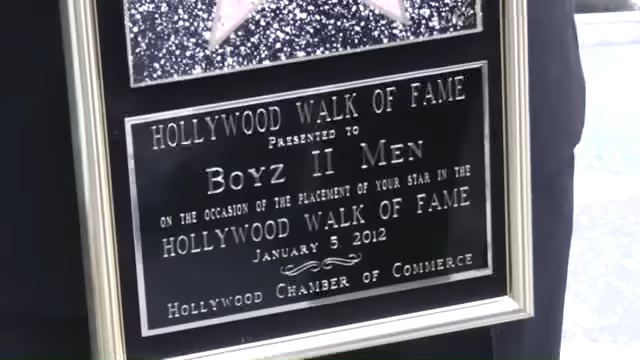 HOLLYWOOD WALK OF FAME
PRESENTED TO
BOYZ II MEN
ON THE OCCASION OF THE PLACEMENT OF YOUR STAR IN THE
HOLLYWOOD WALK OF FAME
JANUARY 5, 2012
HOLLYWOOD CHAMBER OF COMMERCE